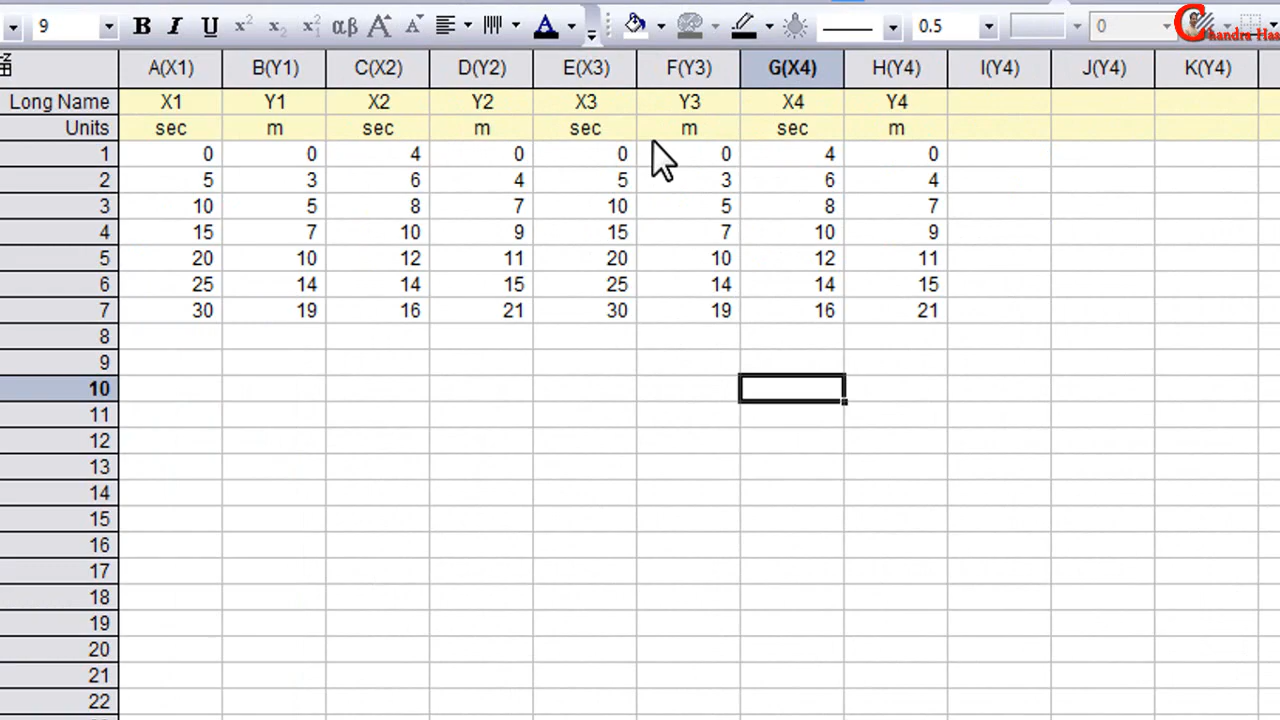 9 B I U x² x₂ x²₁ αβ A A A 0.5 0
Chandra Has
A(X1) B(Y1) C(X2) D(Y2) E(X3) F(Y3) G(X4) H(Y4) I(Y4) J(Y4) K(Y4)
Long Name X1 Y1 X2 Y2 X3 Y3 X4 Y4
Units sec m sec m sec m sec m
1 0 0 4 0 0 0 4 0
2 5 3 6 4 5 3 6 4
3 10 5 8 7 10 5 8 7
4 15 7 10 9 15 7 10 9
5 20 10 12 11 20 10 12 11
6 25 14 14 15 25 14 14 15
7 30 19 16 21 30 19 16 21
8
9
10
11
12
13
14
15
16
17
18
19
20
21
22